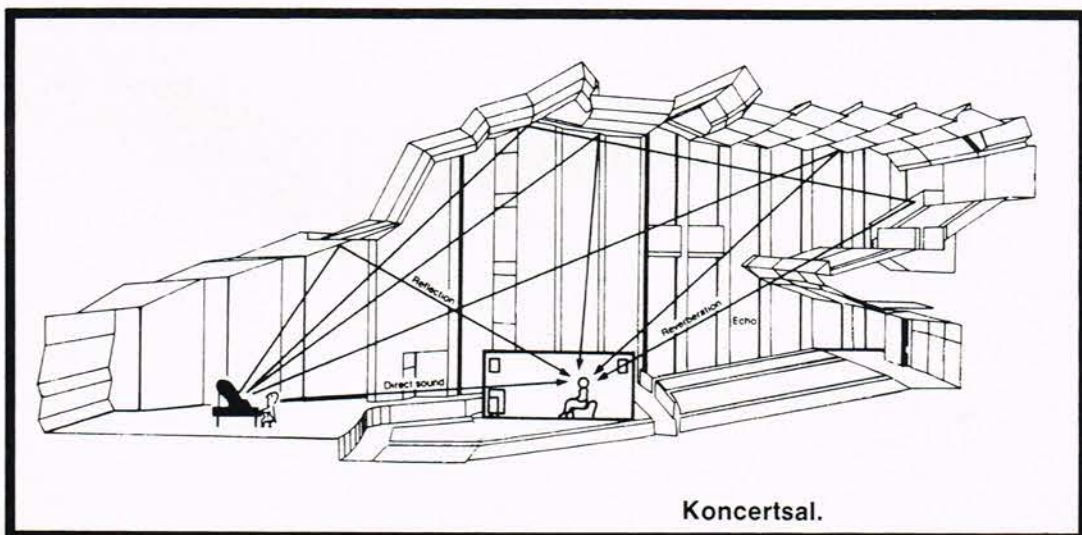 Reflection
Reverberation
Echo
Direct sound
Koncertsal.